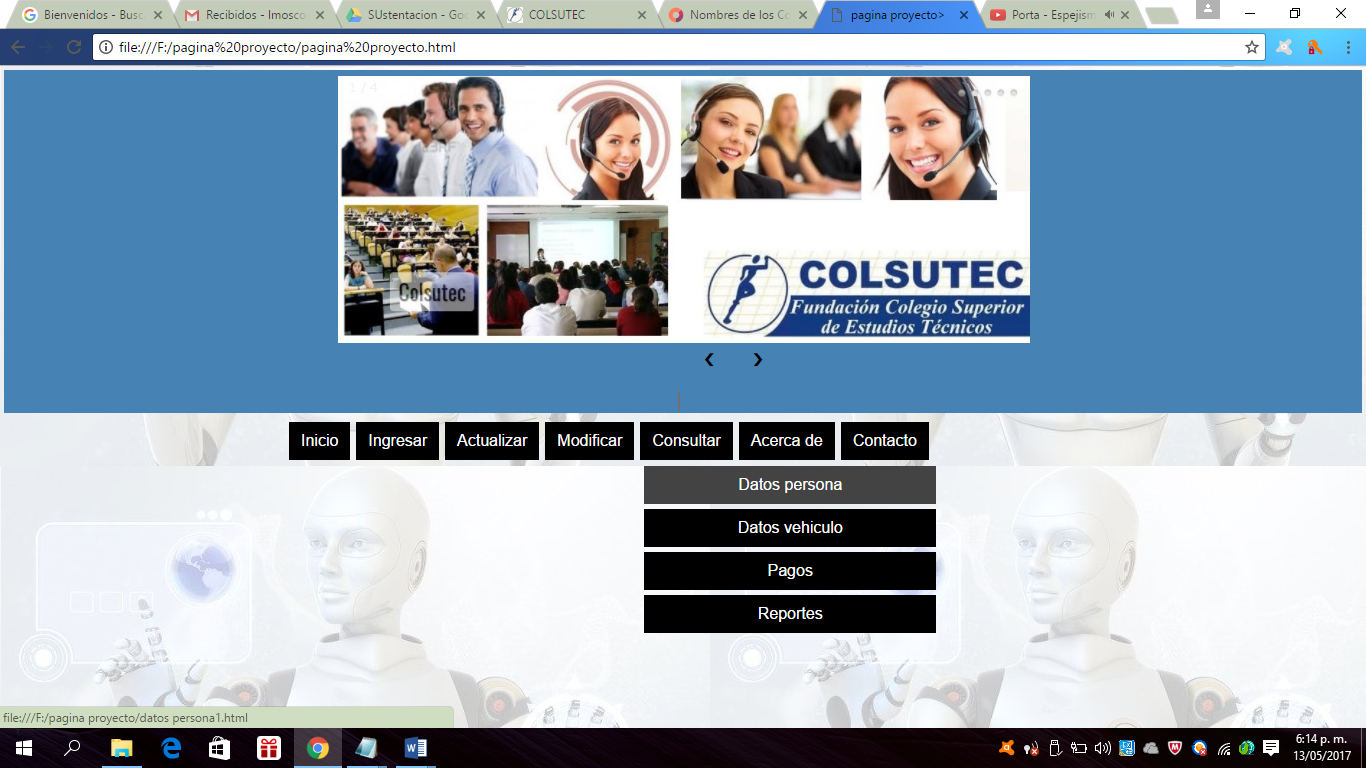 Bienvenidos - Busc
Recibidos - lmosco
SUstentacion - Goo
COLSUTEC
Nombres de los Co
pagina proyecto>
Porta - Espejism
file:///F:/pagina%20proyecto/pagina%20proyecto.html
1 / 4
Colsutec
COLSUTEC
Fundación Colegio Superior
de Estudios Técnicos
‹ ›
Inicio Ingresar Actualizar Modificar Consultar Acerca de Contacto
Datos persona
Datos vehiculo
Pagos
Reportes
file:///F:/pagina proyecto/datos persona1.html
6:14 p. m.
13/05/2017